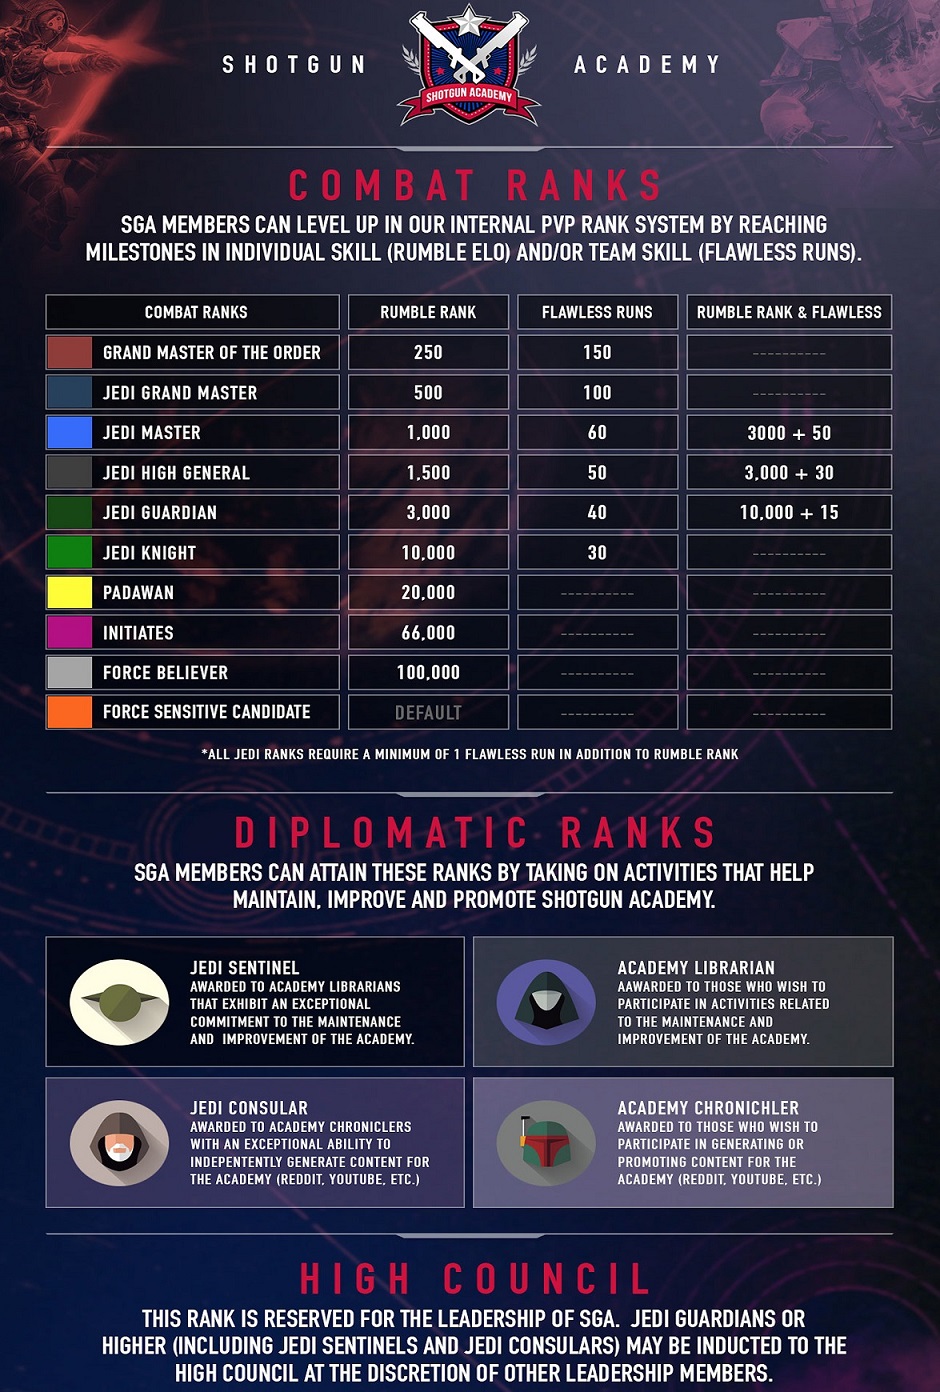 SHOTGUN ACADEMY
SHOTGUN ACADEMY
COMBAT RANKS
SGA MEMBERS CAN LEVEL UP IN OUR INTERNAL PVP RANK SYSTEM BY REACHING
MILESTONES IN INDIVIDUAL SKILL (RUMBLE ELO) AND/OR TEAM SKILL (FLAWLESS RUNS).
COMBAT RANKS RUMBLE RANK FLAWLESS RUNS RUMBLE RANK & FLAWLESS
GRAND MASTER OF THE ORDER 250 150 ----------
JEDI GRAND MASTER 500 100 ----------
JEDI MASTER 1,000 60 3000 + 50
JEDI HIGH GENERAL 1,500 50 3,000 + 30
JEDI GUARDIAN 3,000 40 10,000 + 15
JEDI KNIGHT 10,000 30 ----------
PADAWAN 20,000 ---------- ----------
INITIATES 66,000 ---------- ----------
FORCE BELIEVER 100,000 ---------- ----------
FORCE SENSITIVE CANDIDATE DEFAULT ---------- ----------
*ALL JEDI RANKS REQUIRE A MINIMUM OF 1 FLAWLESS RUN IN ADDITION TO RUMBLE RANK
DIPLOMATIC RANKS
SGA MEMBERS CAN ATTAIN THESE RANKS BY TAKING ON ACTIVITIES THAT HELP
MAINTAIN, IMPROVE AND PROMOTE SHOTGUN ACADEMY.
JEDI SENTINEL
AWARDED TO ACADEMY LIBRARIANS
THAT EXHIBIT AN EXCEPTIONAL
COMMITMENT TO THE MAINTENANCE
AND IMPROVEMENT OF THE ACADEMY.
ACADEMY LIBRARIAN
AAWARDED TO THOSE WHO WISH TO
PARTICIPATE IN ACTIVITIES RELATED
TO THE MAINTENANCE AND
IMPROVEMENT OF THE ACADEMY.
JEDI CONSULAR
AWARDED TO ACADEMY CHRONICLERS
WITH AN EXCEPTIONAL ABILITY TO
INDEPENTENTLY GENERATE CONTENT FOR
THE ACADEMY (REDDIT, YOUTUBE, ETC.)
ACADEMY CHRONICHLER
AWARDED TO THOSE WHO WISH TO
PARTICIPATE IN GENERATING OR
PROMOTING CONTENT FOR THE
ACADEMY (REDDIT, YOUTUBE, ETC.)
HIGH COUNCIL
THIS RANK IS RESERVED FOR THE LEADERSHIP OF SGA. JEDI GUARDIANS OR
HIGHER (INCLUDING JEDI SENTINELS AND JEDI CONSULARS) MAY BE INDUCTED TO THE
HIGH COUNCIL AT THE DISCRETION OF OTHER LEADERSHIP MEMBERS.